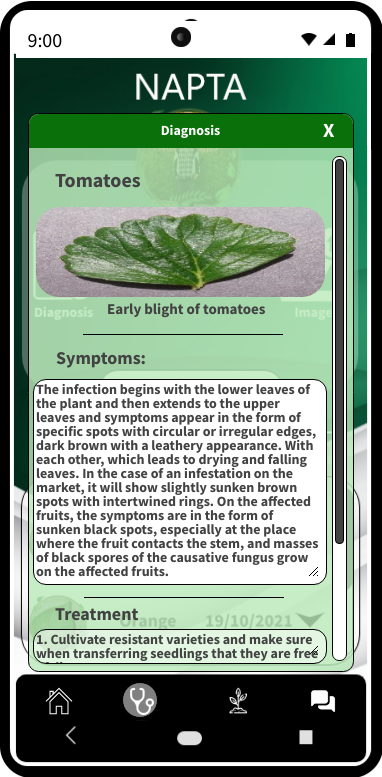 9:00
NAPTA
Diagnosis X
Tomatoes
Diagnosis
Early blight of tomatoes
Image
Symptoms:
The infection begins with the lower leaves of
the plant and then extends to the upper
leaves and symptoms appear in the form of
specific spots with circular or irregular edges,
dark brown with a leathery appearance. With
each other, which leads to drying and falling
leaves. In the case of an infestation on the
market, it will show slightly sunken brown
spots with intertwined rings. On the affected
fruits, the symptoms are in the form of
sunken black spots, especially at the place
where the fruit contacts the stem, and masses
of black spores of the causative fungus grow
on the affected fruits.
Treatment
Orange 19/10/2021
1. Cultivate resistant varieties and make sure
when transferring seedlings that they are free